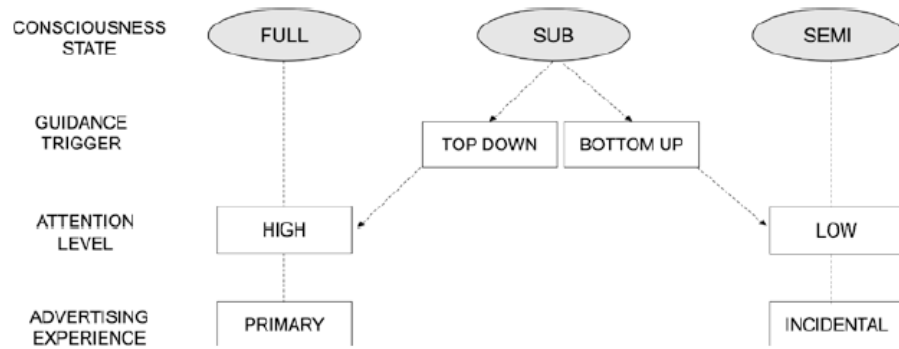 CONSCIOUSNESS
STATE
FULL
SUB
SEMI
GUIDANCE
TRIGGER
TOP DOWN
BOTTOM UP
ATTENTION
LEVEL
HIGH
LOW
ADVERTISING
EXPERIENCE
PRIMARY
INCIDENTAL